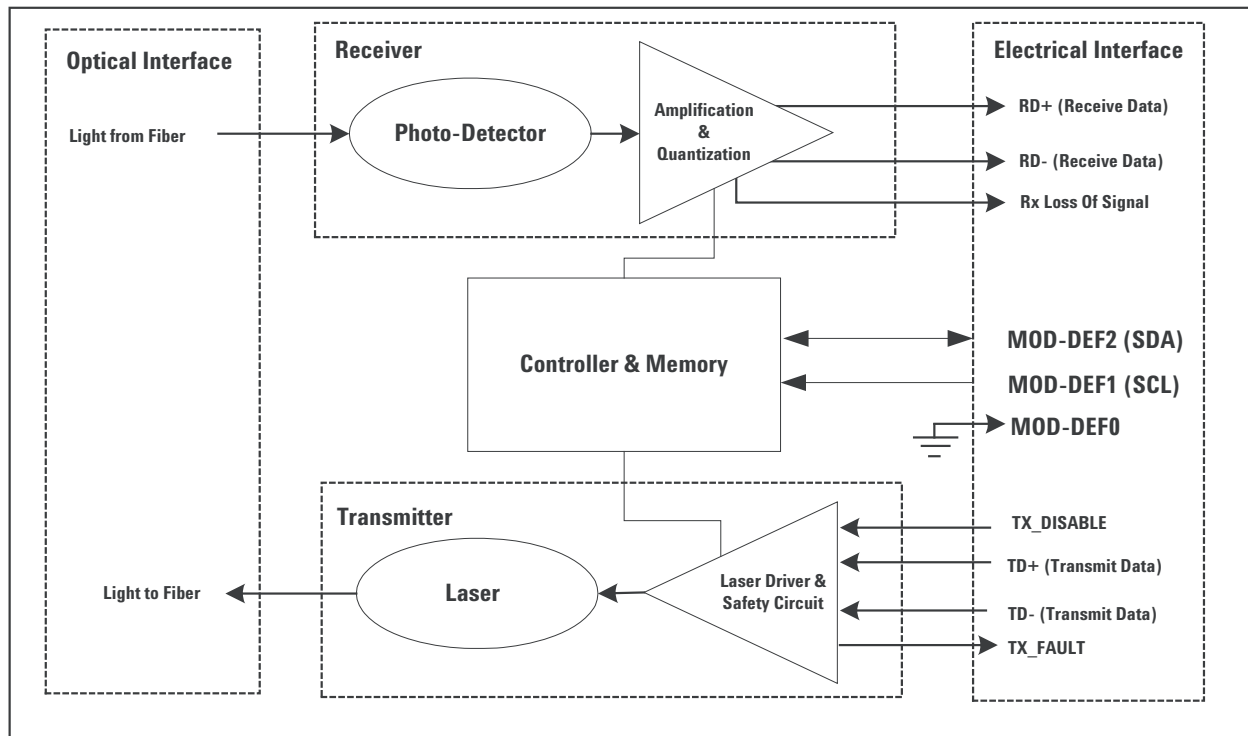 Optical Interface
Receiver
Electrical Interface
Light from Fiber
Photo-Detector
Amplification
&
Quantization
RD+ (Receive Data)
RD- (Receive Data)
Rx Loss Of Signal
Controller & Memory
MOD-DEF2 (SDA)
MOD-DEF1 (SCL)
MOD-DEF0
Transmitter
Light to Fiber
Laser
Laser Driver &
Safety Circuit
TX_DISABLE
TD+ (Transmit Data)
TD- (Transmit Data)
TX_FAULT